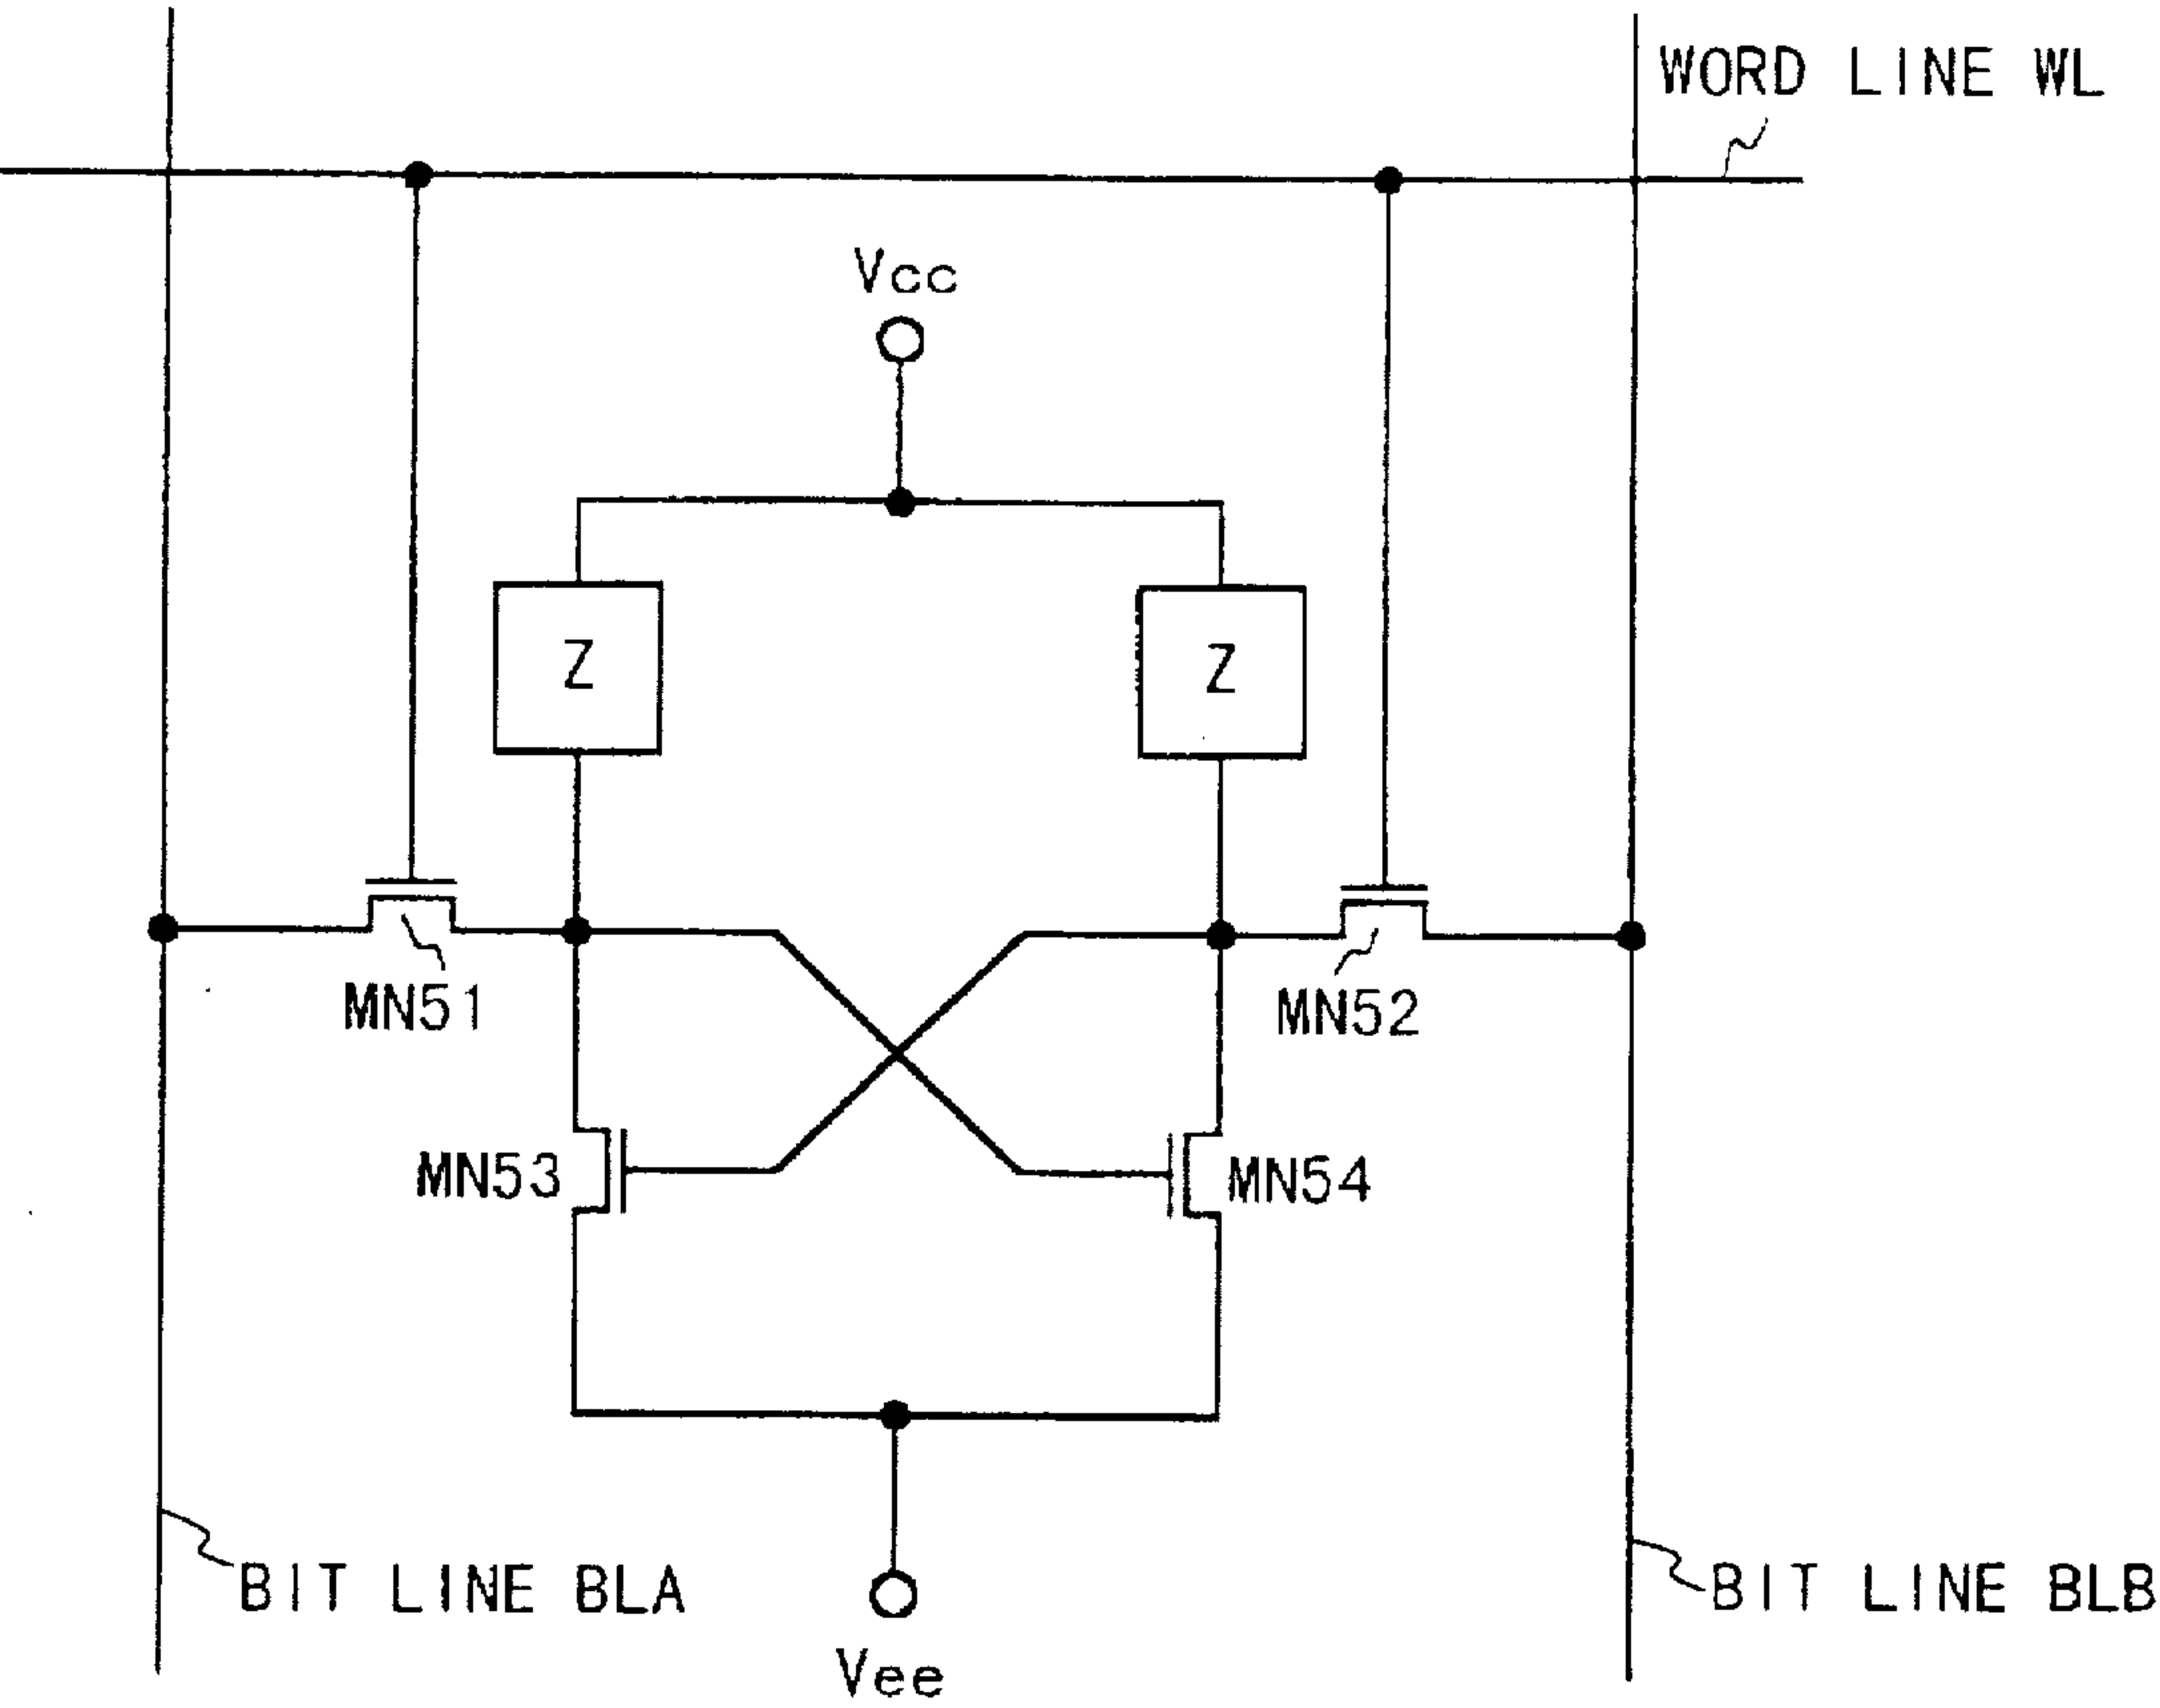 WORD LINE WL
Vcc
Z
Z
MN51
MN52
MN53
MN54
BIT LINE BLA
BIT LINE BLB
Vee